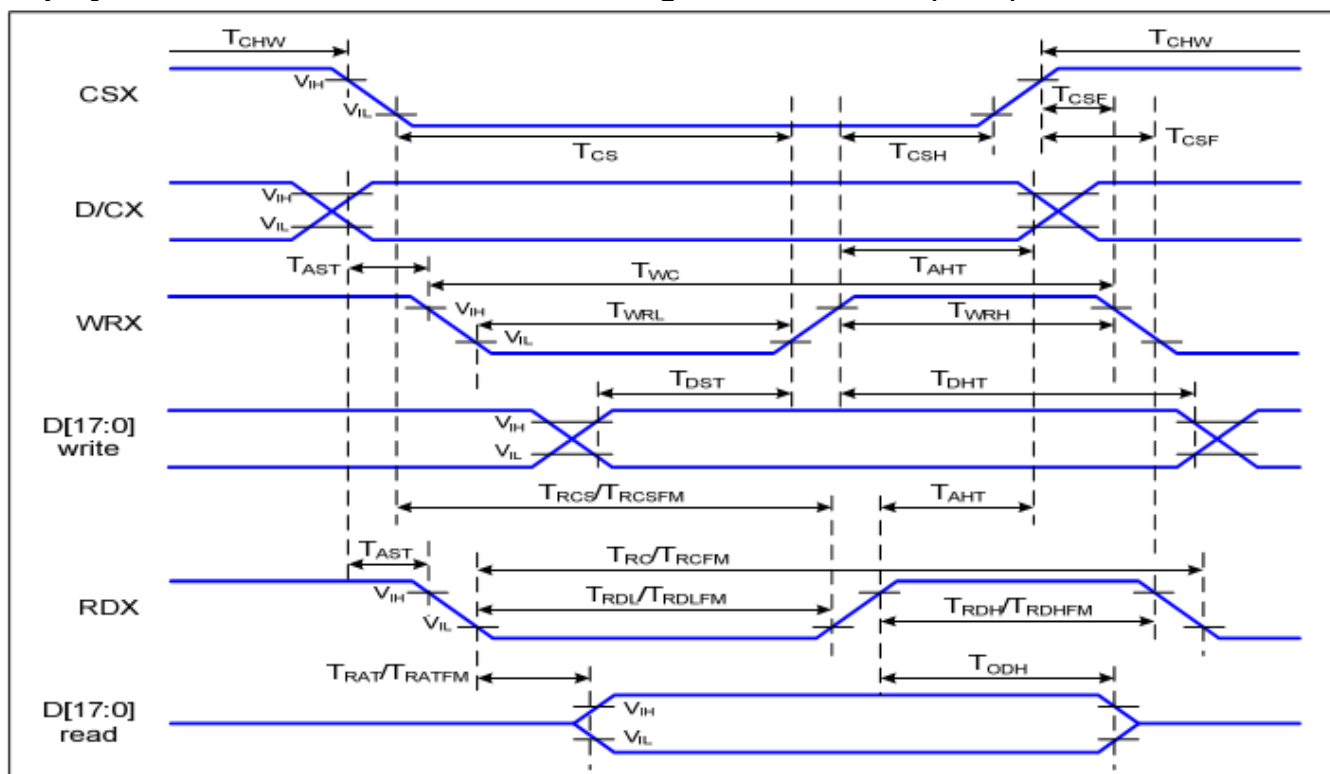 TCHW
TCHW
VIH
CSX
TCSF
VIL
TCSF
TCS
TCSH
VIH
D/CX
VIL
TAST
TWC
TAHT
WRX
VIH
TWRL
TWRH
VIL
TDST
TDHT
D[17:0]
write
VIH
VIL
TRCS/TRCSFM
TAHT
TAST
TRC/TRCFM
RDX
VIH
TRDL/TRDLFM
TRDH/TRDHFM
VIL
TRAT/TRATFM
TODH
D[17:0]
read
VIH
VIL